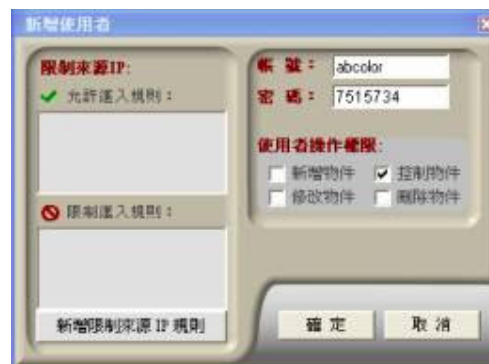 新增使用者
限制來源IP:
允許進入規則：
限制進入規則：
新增限制來源 IP 規則
帳 號： abcolor
密 碼： 7515734
使用者操作權限:
新增物件 控制物件
修改物件 刪除物件
確 定 取 消